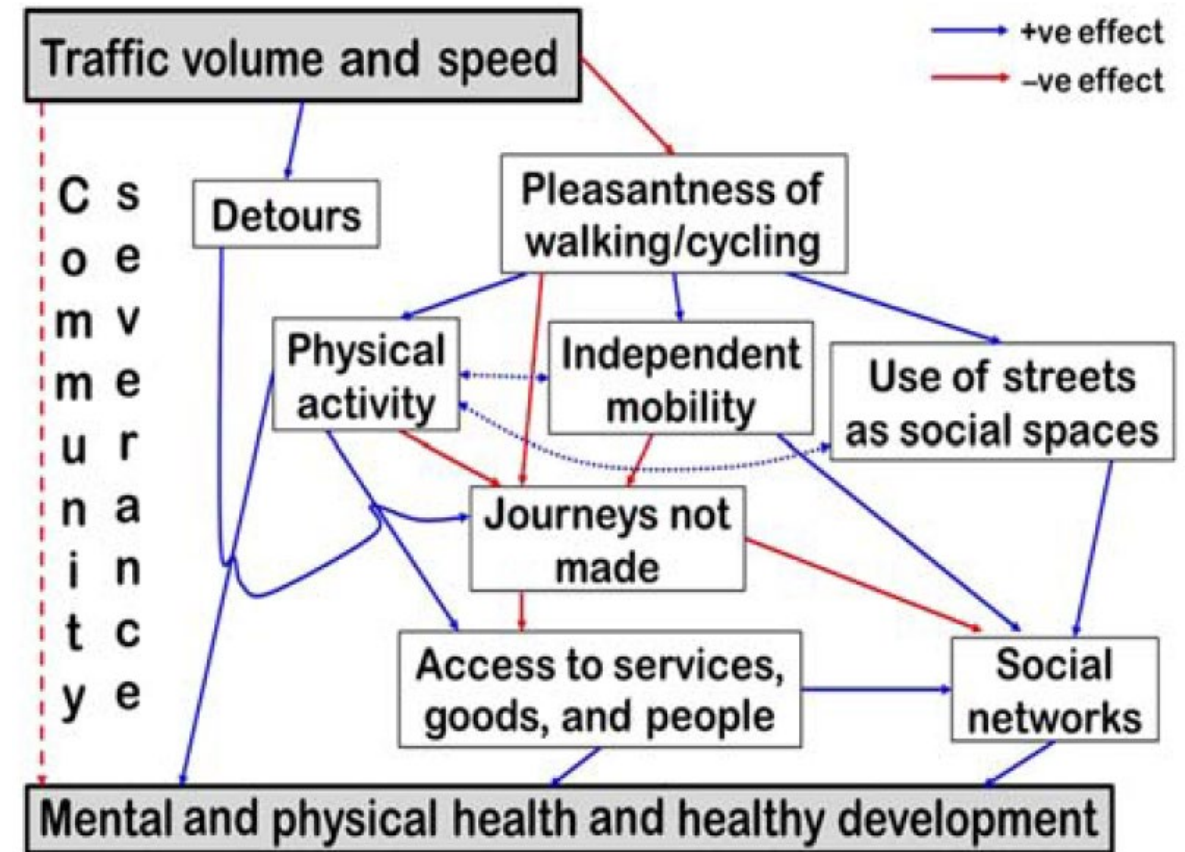 Traffic volume and speed
+ve effect
–ve effect
Community
severance
Detours
Pleasantness of
walking/cycling
Physical
activity
Independent
mobility
Use of streets
as social spaces
Journeys not
made
Access to services,
goods, and people
Social
networks
Mental and physical health and healthy development